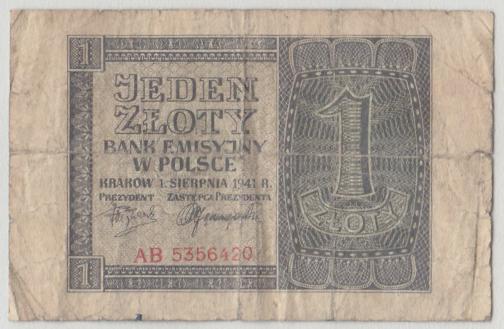 1
JEDEN
ZŁOTY
BANK EMISYJNY
W POLSCE
KRAKÓW 1. SIERPNIA 1941 R.
PREZYDENT ZASTĘPCA PREZYDENTA
AB 5356420
1
1
ZŁOTY